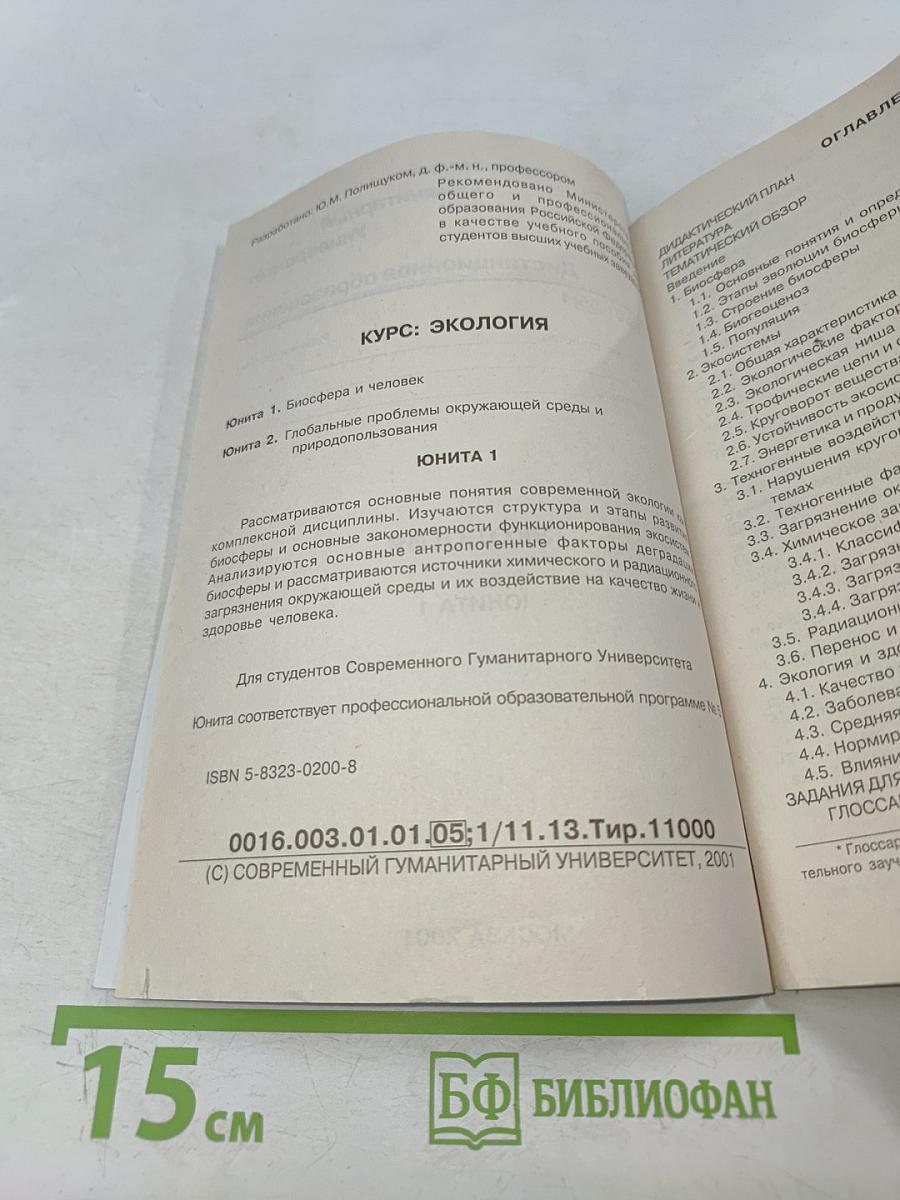 Разработано: Ю.М. Полищуком, д. ф.-м. н., профессором
Рекомендовано
общего и
образования Российской
в качестве учебного пособия
студентов высших учебных
КУРС: ЭКОЛОГИЯ
Юнита 1. Биосфера и человек
Юнита 2. Глобальные проблемы окружающей среды и
природопользования
ЮНИТА 1
Рассматриваются основные понятия современной экологии
комплексной дисциплины. Изучаются структура и этапы
биосферы и основные закономерности функционирования
Анализируются основные антропогенные факторы
биосферы и рассматриваются источники химического и
загрязнения окружающей среды и их воздействие на качество жизни
здоровье человека.
Для студентов Современного Гуманитарного Университета
Юнита соответствует профессиональной образовательной программе №
ISBN 5-8323-0200-8
0016.003.01.01.05;1/11.13.Тир.11000
(С) СОВРЕМЕННЫЙ ГУМАНИТАРНЫЙ УНИВЕРСИТЕТ, 2001
ДИДАКТИЧЕСКИЙ ПЛАН
ЛИТЕРАТУРА
ТЕМАТИЧЕСКИЙ ОБЗОР
Введение
1. Биосфера
1.1. Основные понятия и
1.2. Этапы эволюции биосферы
1.3. Строение биосферы
1.4. Биогеоценоз
1.5. Популяция
2. Экосистемы
2.1. Общая характеристика
2.2. Экологические
2.3. Экологическая ниша
2.4. Трофические цепи и
2.5. Круговорот вещества
2.6. Устойчивость
2.7. Энергетика и
3. Техногенные
3.1. Нарушения
темах
3.2. Техногенные
3.3. Загрязнение
3.4. Химическое
3.4.1.
3.4.2.
3.4.3.
3.4.4.
3.5.
3.6. Перенос и
4. Экология и
4.1. Качество
4.2.
4.3. Средняя
4.4.
4.5.
ЗАДАНИЯ ДЛЯ
*
тельного
15 см
БФ БИБЛИОФАН